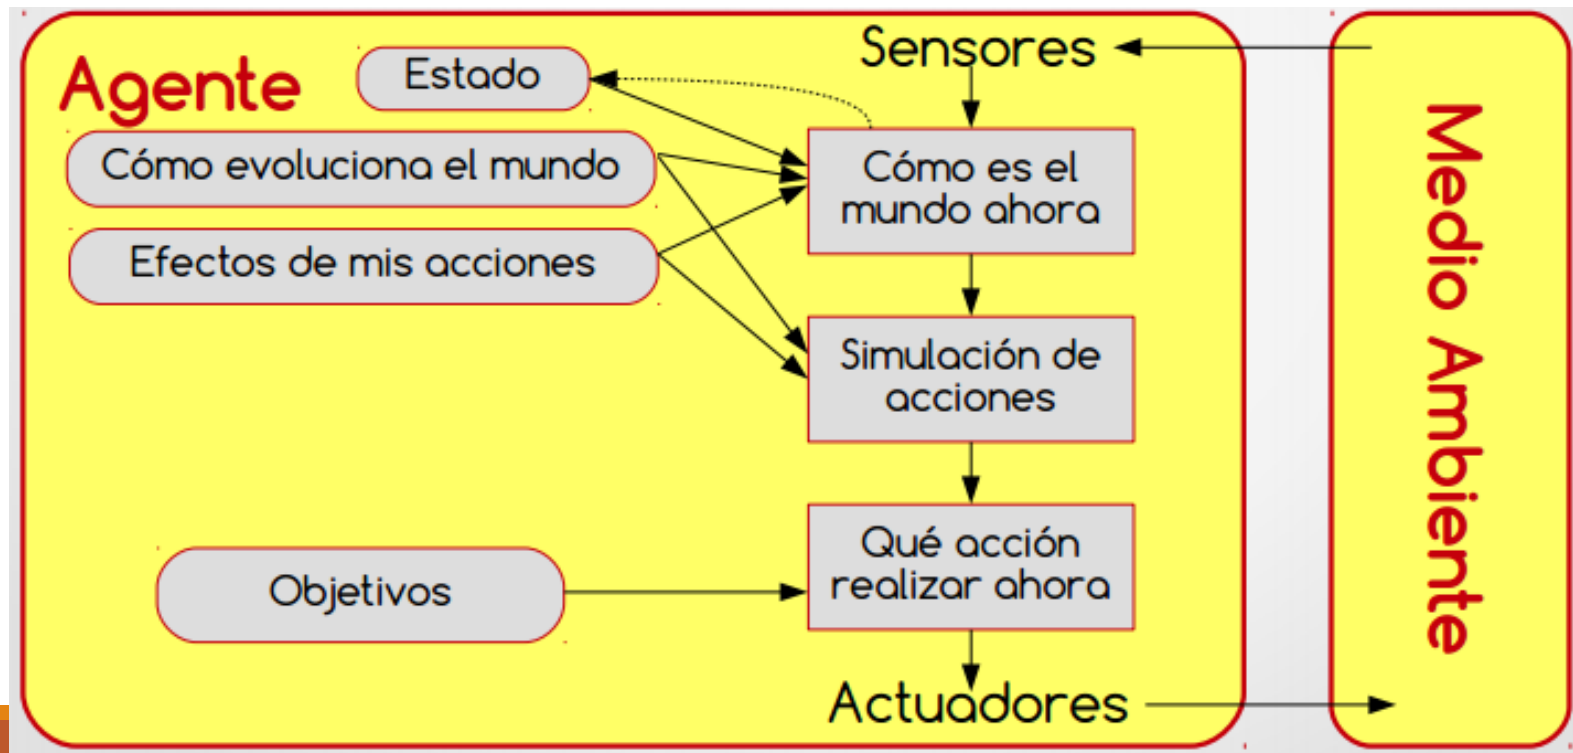 Agente
Estado
Cómo evoluciona el mundo
Efectos de mis acciones
Objetivos
Sensores
Cómo es el
mundo ahora
Simulación de
acciones
Qué acción
realizar ahora
Actuadores
Medio Ambiente